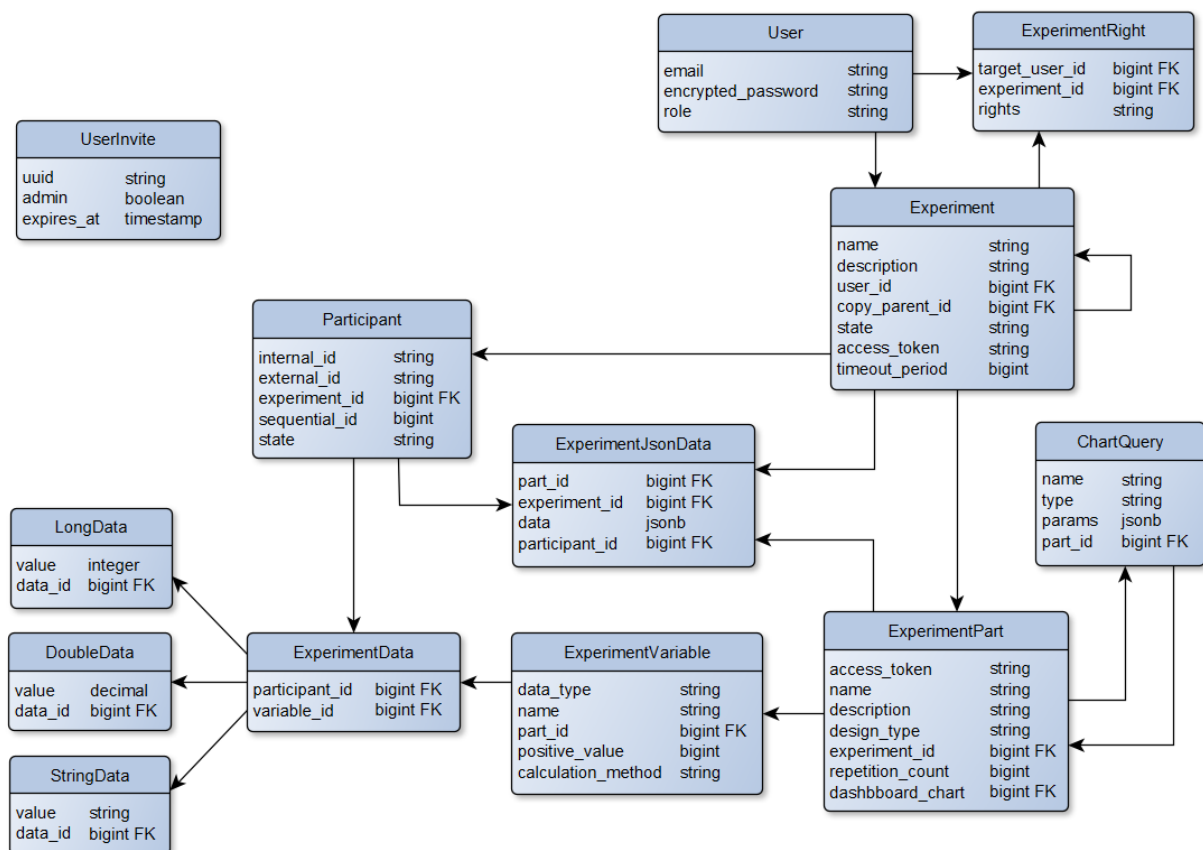 User
email string
encrypted_password string
role string
ExperimentRight
target_user_id bigint FK
experiment_id bigint FK
rights string
UserInvite
uuid string
admin boolean
expires_at timestamp
Experiment
name string
description string
user_id bigint FK
copy_parent_id bigint FK
state string
access_token string
timeout_period bigint
Participant
internal_id string
external_id string
experiment_id bigint FK
sequential_id bigint
state string
ExperimentJsonData
part_id bigint FK
experiment_id bigint FK
data jsonb
participant_id bigint FK
ChartQuery
name string
type string
params jsonb
part_id bigint FK
LongData
value integer
data_id bigint FK
DoubleData
value decimal
data_id bigint FK
StringData
value string
data_id bigint FK
ExperimentData
participant_id bigint FK
variable_id bigint FK
ExperimentVariable
data_type string
name string
part_id bigint FK
positive_value bigint
calculation_method string
ExperimentPart
access_token string
name string
description string
design_type string
experiment_id bigint FK
repetition_count bigint
dashbboard_chart bigint FK